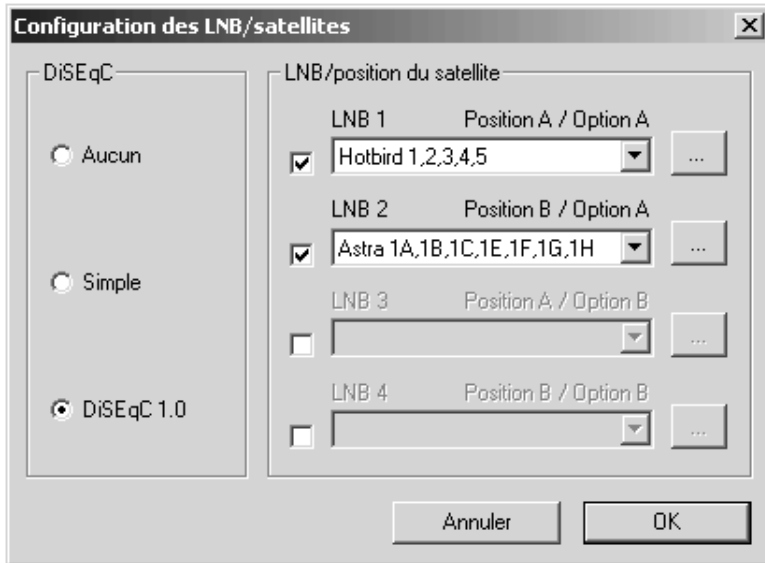 Configuration des LNB/satellites
DiSEqC
Aucun
Simple
DiSEqC 1.0
LNB/position du satellite
LNB 1 Position A / Option A
Hotbird 1,2,3,4,5 ...
LNB 2 Position B / Option A
Astra 1A,1B,1C,1E,1F,1G,1H ...
LNB 3 Position A / Option B
...
LNB 4 Position B / Option B
...
Annuler OK